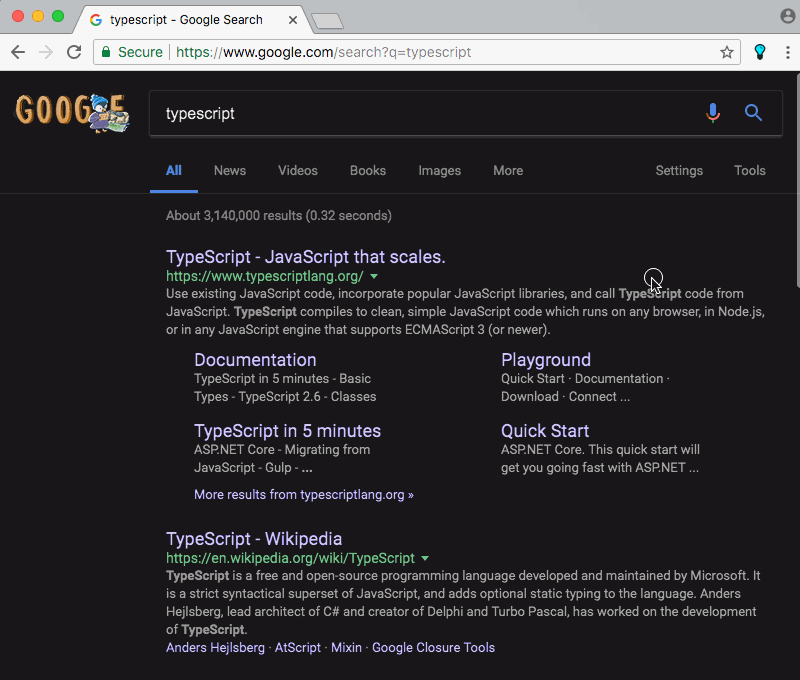 typescript - Google Search
Secure https://www.google.com/search?q=typescript
GOOGLE
typescript
All News Videos Books Images More Settings Tools
About 3,140,000 results (0.32 seconds)
TypeScript - JavaScript that scales.
https://www.typescriptlang.org/
Use existing JavaScript code, incorporate popular JavaScript libraries, and call TypeScript code from
JavaScript. TypeScript compiles to clean, simple JavaScript code which runs on any browser, in Node.js,
or in any JavaScript engine that supports ECMAScript 3 (or newer).
Documentation
TypeScript in 5 minutes - Basic
Types - TypeScript 2.6 - Classes
Playground
Quick Start · Documentation ·
Download · Connect ...
TypeScript in 5 minutes
ASP.NET Core - Migrating from
JavaScript - Gulp - ...
Quick Start
ASP.NET Core. This quick start will
get you going fast with ASP.NET ...
More results from typescriptlang.org »
TypeScript - Wikipedia
https://en.wikipedia.org/wiki/TypeScript
TypeScript is a free and open-source programming language developed and maintained by Microsoft. It
is a strict syntactical superset of JavaScript, and adds optional static typing to the language. Anders
Hejlsberg, lead architect of C# and creator of Delphi and Turbo Pascal, has worked on the development
of TypeScript.
Anders Hejlsberg · AtScript · Mixin · Google Closure Tools